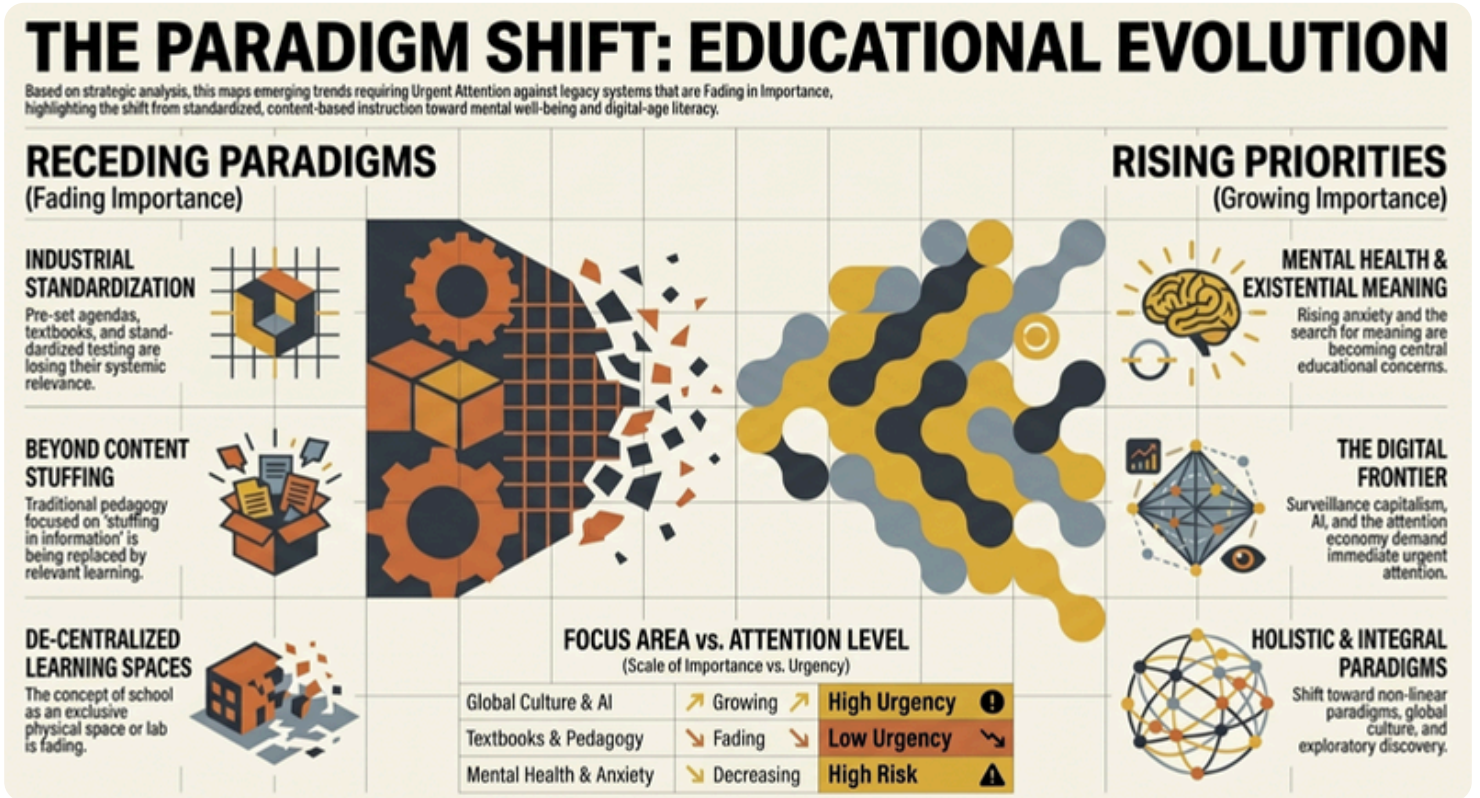 THE PARADIGM SHIFT: EDUCATIONAL EVOLUTION
Based on strategic analysis, this maps emerging trends requiring Urgent Attention against legacy systems that are Fading in Importance,
highlighting the shift from standardized, content-based instruction toward mental well-being and digital-age literacy.
RECEDING PARADIGMS
(Fading Importance)
INDUSTRIAL
STANDARDIZATION
Pre-set agendas,
textbooks, and stand-
dardized testing are
losing their systemic
relevance.
BEYOND CONTENT
STUFFING
Traditional pedagogy
focused on 'stuffing
in information' is
being replaced by
relevant learning.
DE-CENTRALIZED
LEARNING SPACES
The concept of school
as an exclusive
physical space or lab
is fading.
FOCUS AREA vs. ATTENTION LEVEL
(Scale of Importance vs. Urgency)
Global Culture & AI Growing High Urgency
Textbooks & Pedagogy Fading Low Urgency
Mental Health & Anxiety Decreasing High Risk
RISING PRIORITIES
(Growing Importance)
MENTAL HEALTH &
EXISTENTIAL MEANING
Rising anxiety and the
search for meaning are
becoming central
educational concerns.
THE DIGITAL
FRONTIER
Surveillance capitalism,
AI, and the attention
economy demand
immediate urgent
attention.
HOLISTIC & INTEGRAL
PARADIGMS
Shift toward non-linear
paradigms, global
culture, and
exploratory discovery.